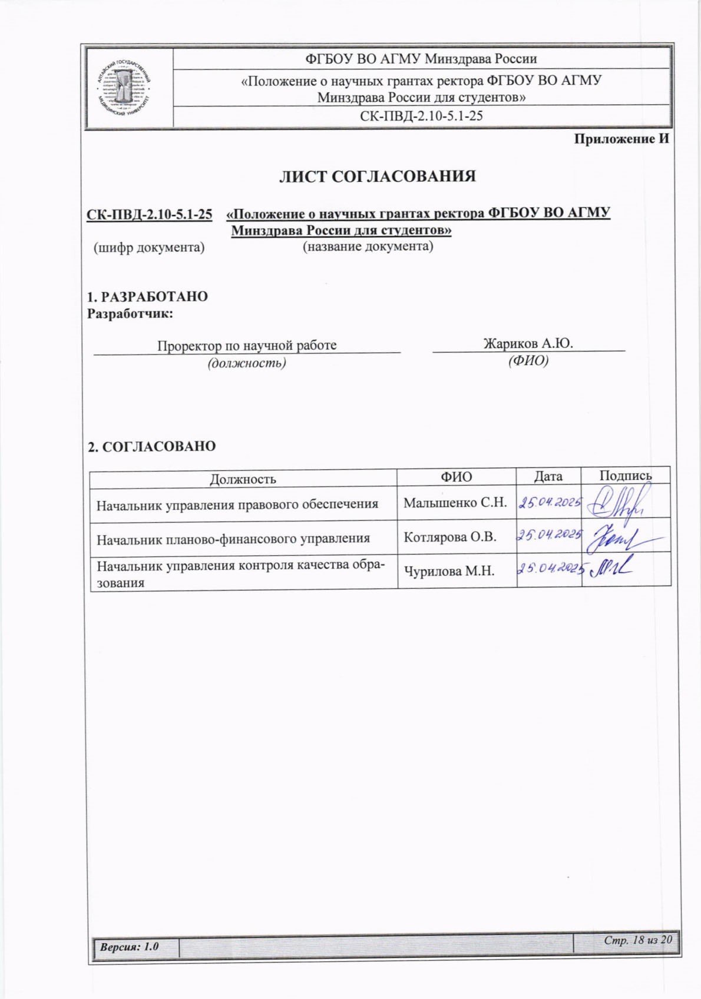 АЛТАЙСКИЙ ГОСУДАРСТВЕННЫЙ
МЕДИЦИНСКИЙ УНИВЕРСИТЕТ
ФГБОУ ВО АГМУ Минздрава России
«Положение о научных грантах ректора ФГБОУ ВО АГМУ
Минздрава России для студентов»
СК-ПВД-2.10-5.1-25
Приложение И
ЛИСТ СОГЛАСОВАНИЯ
СК-ПВД-2.10-5.1-25 «Положение о научных грантах ректора ФГБОУ ВО АГМУ
Минздрава России для студентов»
(шифр документа) (название документа)
1. РАЗРАБОТАНО
Разработчик:
Проректор по научной работе Жариков А.Ю.
(должность) (ФИО)
2. СОГЛАСОВАНО
Должность ФИО Дата Подпись
Начальник управления правового обеспечения Малышенко С.Н. 25.04.2025
Начальник планово-финансового управления Котлярова О.В. 25.04.2025
Начальник управления контроля качества обра-
зования Чурилова М.Н. 25.04.2025
Версия: 1.0 Стр. 18 из 20